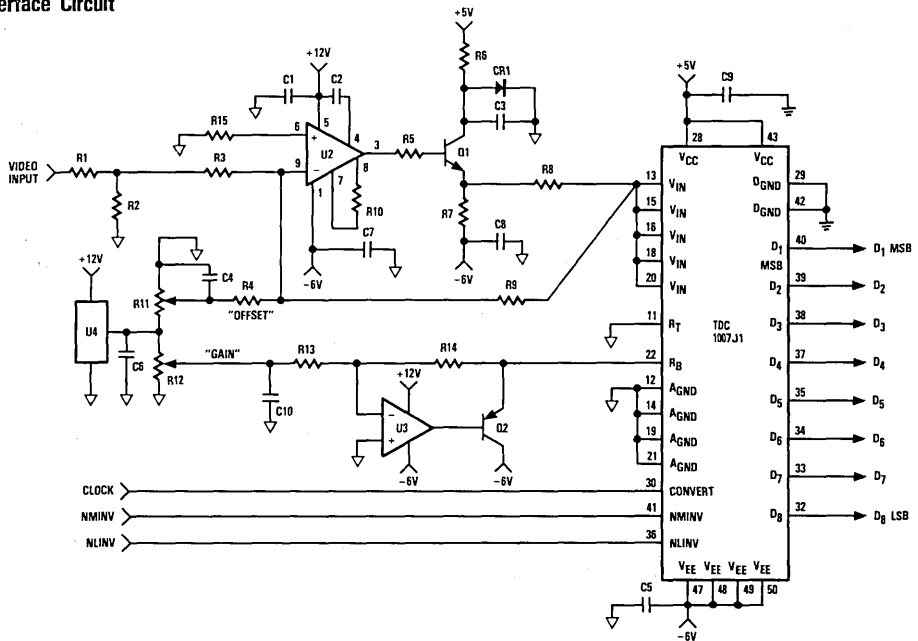 erface Circuit
+5V
R6
+12V
C1
C2
CR1
C3
+5V
C9
R15
6
+
5
4
U2
3
R5
Q1
28
43
VCC
VCC
VIDEO
INPUT
R1
R3
9
−
7
8
1
R10
R8
13
VIN
DGND
29
R2
R7
15
VIN
DGND
42
C7
C8
16
VIN
D1
MSB
40
D1 MSB
−6V
−6V
18
VIN
20
VIN
D2
39
D2
+12V
C4
R11
R4
"OFFSET"
R9
U4
11
RT
TDC
1007J1
D3
38
D3
C6
R12
"GAIN"
R13
R14
22
RB
D4
37
D4
C10
+12V
12
AGND
D5
35
D5
−
U3
+
Q2
14
AGND
19
AGND
D6
34
D6
−6V
−6V
21
AGND
D7
33
D7
CLOCK
30
CONVERT
NMINV
41
NMINV
D8
32
D8 LSB
NLINV
36
NLINV
VEE VEE VEE VEE
C5
47
48
49
50
−6V